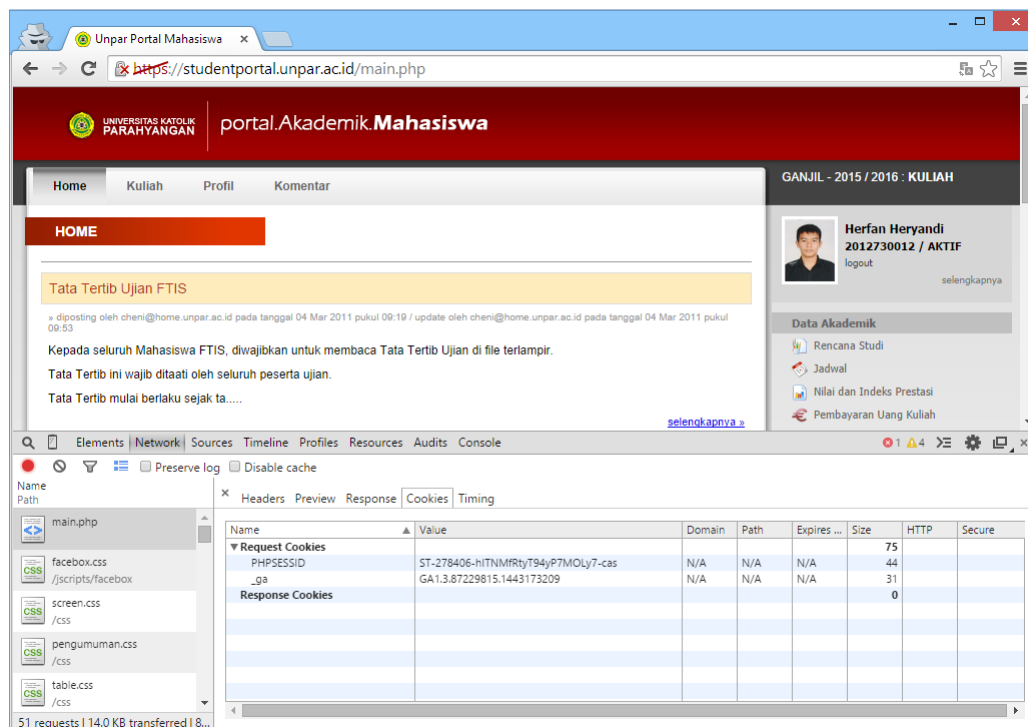 Unpar Portal Mahasiswa
https://studentportal.unpar.ac.id/main.php
UNIVERSITAS KATOLIK
PARAHYANGAN
portal.Akademik.Mahasiswa
Home Kuliah Profil Komentar
GANJIL - 2015 / 2016 : KULIAH
HOME
Herfan Heryandi
2012730012 / AKTIF
logout
selengkapnya
Tata Tertib Ujian FTIS
» diposting oleh cheni@home.unpar.ac.id pada tanggal 04 Mar 2011 pukul 09:19 / update oleh cheni@home.unpar.ac.id pada tanggal 04 Mar 2011 pukul
09:53
Kepada seluruh Mahasiswa FTIS, diwajibkan untuk membaca Tata Tertib Ujian di file terlampir.
Tata Tertib ini wajib ditaati oleh seluruh peserta ujian.
Tata Tertib mulai berlaku sejak ta.....
selengkapnya »
Data Akademik
Rencana Studi
Jadwal
Nilai dan Indeks Prestasi
Pembayaran Uang Kuliah
Elements Network Sources Timeline Profiles Resources Audits Console 1 4
Preserve log Disable cache
Name
Path
Headers Preview Response Cookies Timing
main.php
facebox.css
/jscripts/facebox
screen.css
/css
pengumuman.css
/css
table.css
/css
Name Value Domain Path Expires ... Size HTTP Secure
Request Cookies 75
PHPSESSID ST-278406-hITNMfRtyT94yP7MOLy7-cas N/A N/A N/A 44
_ga GA1.3.87229815.1443173209 N/A N/A N/A 31
Response Cookies 0
51 requests | 14.0 KB transferred | 8...